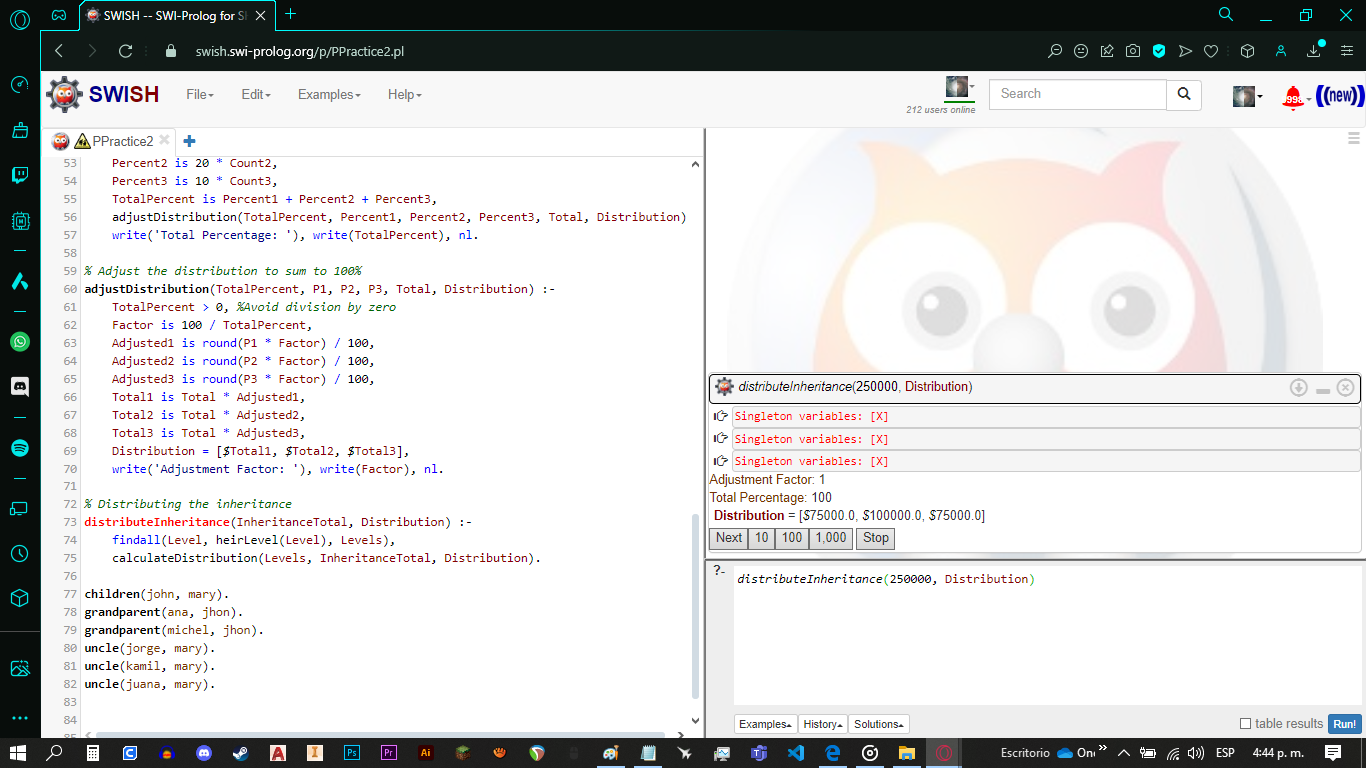 SWISH -- SWI-Prolog for SH
swish.swi-prolog.org/p/PPractice2.pl
SWISH
File
Edit
Examples
Help
212 users online
Search
998
((new))
PPractice2
53 Percent2 is 20 * Count2,
54 Percent3 is 10 * Count3,
55 TotalPercent is Percent1 + Percent2 + Percent3,
56 adjustDistribution(TotalPercent, Percent1, Percent2, Percent3, Total, Distribution)
57 write('Total Percentage: '), write(TotalPercent), nl.
58
59 % Adjust the distribution to sum to 100%
60 adjustDistribution(TotalPercent, P1, P2, P3, Total, Distribution) :-
61 TotalPercent > 0, %Avoid division by zero
62 Factor is 100 / TotalPercent,
63 Adjusted1 is round(P1 * Factor) / 100,
64 Adjusted2 is round(P2 * Factor) / 100,
65 Adjusted3 is round(P3 * Factor) / 100,
66 Total1 is Total * Adjusted1,
67 Total2 is Total * Adjusted2,
68 Total3 is Total * Adjusted3,
69 Distribution = [$Total1, $Total2, $Total3],
70 write('Adjustment Factor: '), write(Factor), nl.
71
72 % Distributing the inheritance
73 distributeInheritance(InheritanceTotal, Distribution) :-
74 findall(Level, heirLevel(Level), Levels),
75 calculateDistribution(Levels, InheritanceTotal, Distribution).
76
77 children(john, mary).
78 grandparent(ana, jhon).
79 grandparent(michel, jhon).
80 uncle(jorge, mary).
81 uncle(kamil, mary).
82 uncle(juana, mary).
83
84
85
distributeInheritance(250000, Distribution)
Singleton variables: [X]
Singleton variables: [X]
Singleton variables: [X]
Adjustment Factor: 1
Total Percentage: 100
Distribution = [$75000.0, $100000.0, $75000.0]
Next 10 100 1,000 Stop
?- distributeInheritance(250000, Distribution)
Examples History Solutions
table results Run!
Escritorio
On
ESP
4:44 p. m.